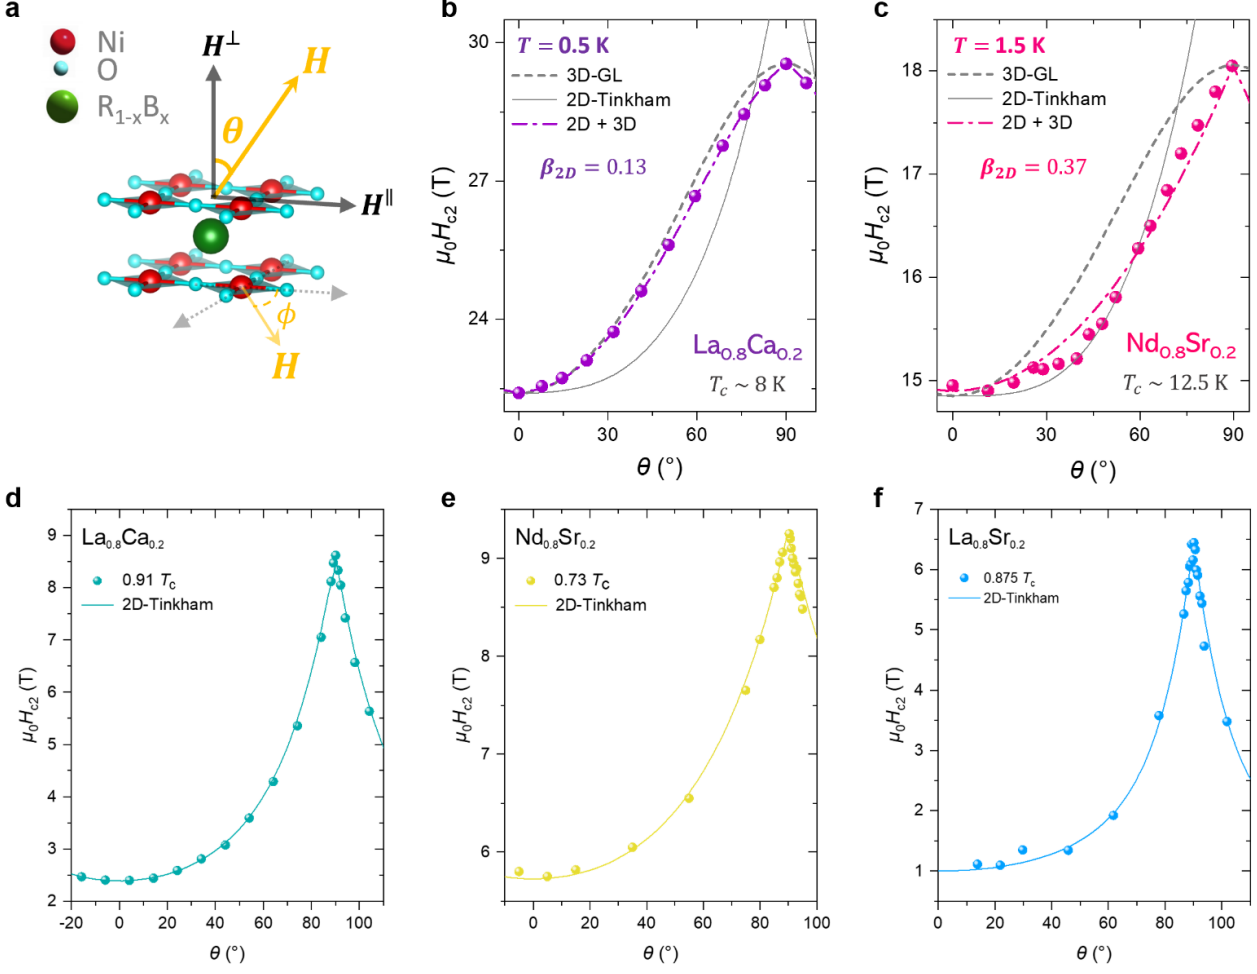 a
Ni
O
R₁₋ₓBₓ
H⊥
H
θ
H∥
ϕ
H
b
T = 0.5 K
3D-GL
2D-Tinkham
2D + 3D
β₂D = 0.13
La₀.₈Ca₀.₂
T꜀ ~ 8 K
30
27
24
μ₀Hc2 (T)
0 30 60 90
θ (°)
c
T = 1.5 K
3D-GL
2D-Tinkham
2D + 3D
β₂D = 0.37
Nd₀.₈Sr₀.₂
T꜀ ~ 12.5 K
18
17
16
15
μ₀Hc2 (T)
0 30 60 90
θ (°)
d
La₀.₈Ca₀.₂
0.91 Tc
2D-Tinkham
9
8
7
6
5
4
3
2
μ₀Hc2 (T)
-20 0 20 40 60 80 100
θ (°)
e
Nd₀.₈Sr₀.₂
0.73 Tc
2D-Tinkham
9
8
7
6
μ₀Hc2 (T)
0 20 40 60 80 100
θ (°)
f
La₀.₈Sr₀.₂
0.875 Tc
2D-Tinkham
7
6
5
4
3
2
1
μ₀Hc2 (T)
0 20 40 60 80 100
θ (°)